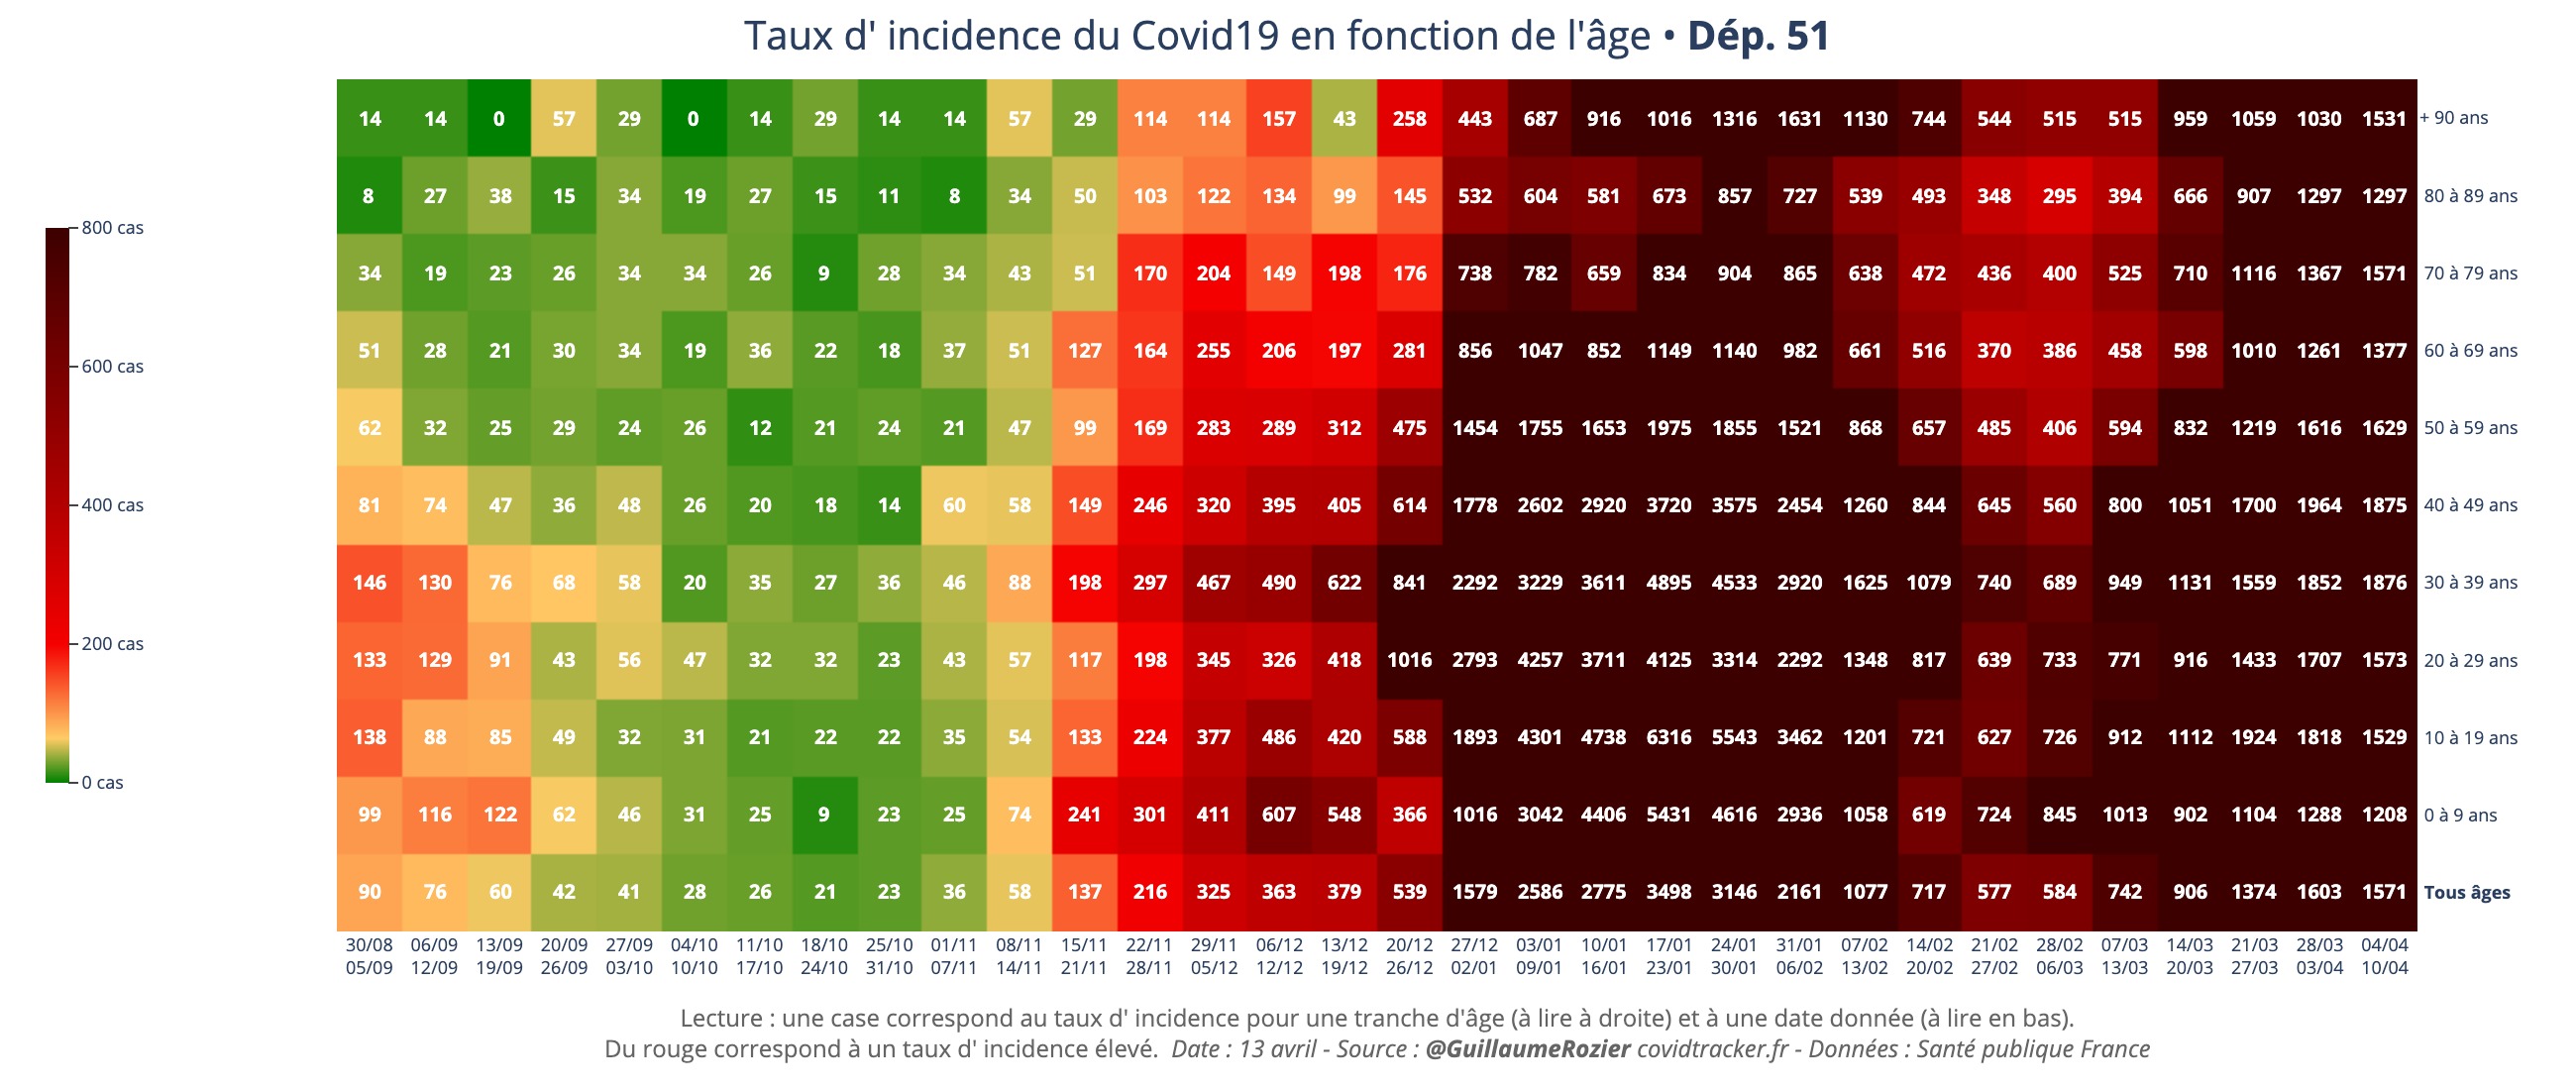 Taux d' incidence du Covid19 en fonction de l'âge • Dép. 51
14 14 0 57 29 0 14 29 14 14 57 29 114 114 157 43 258 443 687 916 1016 1316 1631 1130 744 544 515 515 959 1059 1030 1531 + 90 ans
8 27 38 15 34 19 27 15 11 8 34 50 103 122 134 99 145 532 604 581 673 857 727 539 493 348 295 394 666 907 1297 1297 80 à 89 ans
34 19 23 26 34 34 26 9 28 34 43 51 170 204 149 198 176 738 782 659 834 904 865 638 472 436 400 525 710 1116 1367 1571 70 à 79 ans
51 28 21 30 34 19 36 22 18 37 51 127 164 255 206 197 281 856 1047 852 1149 1140 982 661 516 370 386 458 598 1010 1261 1377 60 à 69 ans
62 32 25 29 24 26 12 21 24 21 47 99 169 283 289 312 475 1454 1755 1653 1975 1855 1521 868 657 485 406 594 832 1219 1616 1629 50 à 59 ans
81 74 47 36 48 26 20 18 14 60 58 149 246 320 395 405 614 1778 2602 2920 3720 3575 2454 1260 844 645 560 800 1051 1700 1964 1875 40 à 49 ans
146 130 76 68 58 20 35 27 36 46 88 198 297 467 490 622 841 2292 3229 3611 4895 4533 2920 1625 1079 740 689 949 1131 1559 1852 1876 30 à 39 ans
133 129 91 43 56 47 32 32 23 43 57 117 198 345 326 418 1016 2793 4257 3711 4125 3314 2292 1348 817 639 733 771 916 1433 1707 1573 20 à 29 ans
138 88 85 49 32 31 21 22 22 35 54 133 224 377 486 420 588 1893 4301 4738 6316 5543 3462 1201 721 627 726 912 1112 1924 1818 1529 10 à 19 ans
99 116 122 62 46 31 25 9 23 25 74 241 301 411 607 548 366 1016 3042 4406 5431 4616 2936 1058 619 724 845 1013 902 1104 1288 1208 0 à 9 ans
90 76 60 42 41 28 26 21 23 36 58 137 216 325 363 379 539 1579 2586 2775 3498 3146 2161 1077 717 577 584 742 906 1374 1603 1571 Tous âges
30/08 06/09 13/09 20/09 27/09 04/10 11/10 18/10 25/10 01/11 08/11 15/11 22/11 29/11 06/12 13/12 20/12 27/12 03/01 10/01 17/01 24/01 31/01 07/02 14/02 21/02 28/02 07/03 14/03 21/03 28/03 04/04
05/09 12/09 19/09 26/09 03/10 10/10 17/10 24/10 31/10 07/11 14/11 21/11 28/11 05/12 12/12 19/12 26/12 02/01 09/01 16/01 23/01 30/01 06/02 13/02 20/02 27/02 06/03 13/03 20/03 27/03 03/04 10/04
800 cas
600 cas
400 cas
200 cas
0 cas
Lecture : une case correspond au taux d' incidence pour une tranche d'âge (à lire à droite) et à une date donnée (à lire en bas).
Du rouge correspond à un taux d' incidence élevé. Date : 13 avril - Source : @GuillaumeRozier covidtracker.fr - Données : Santé publique France